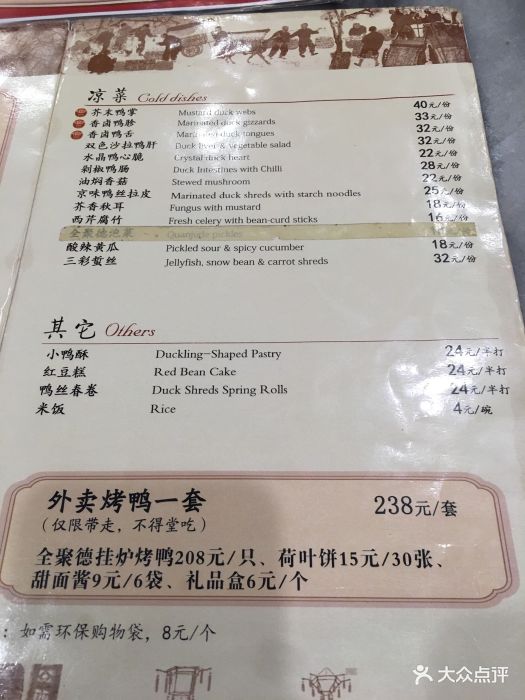 凉菜 Cold dishes
芥末鸭掌 Mustard duck webs 40元/份
香卤鸭胗 Marinated duck gizzards 33元/份
香卤鸭舌 Marinated duck tongues 32元/份
双色沙拉鸭肝 Duck liver & vegetable salad 32元/份
水晶鸭心脆 Crystal duck heart 22元/份
剁椒鸭肠 Duck Intestines with Chilli 28元/份
油焖香菇 Stewed mushroom 22元/份
京味鸭丝拉皮 Marinated duck shreds with starch noodles 25元/份
芥香秋耳 Fungus with mustard 18元/份
西芹腐竹 Fresh celery with bean-curd sticks 16元/份
全聚德泡菜 Quanjude pickles
酸辣黄瓜 Pickled sour & spicy cucumber 18元/份
三彩蜇丝 Jellyfish, snow bean & carrot shreds 32元/份
其它 Others
小鸭酥 Duckling-Shaped Pastry 24元/半打
红豆糕 Red Bean Cake 24元/半打
鸭丝春卷 Duck Shreds Spring Rolls 24元/半打
米饭 Rice 4元/碗
外卖烤鸭一套 238元/套
(仅限带走，不得堂吃)
全聚德挂炉烤鸭208元/只、荷叶饼15元/30张、
甜面酱9元/6袋、礼品盒6元/个
：如需环保购物袋，8元/个
大众点评